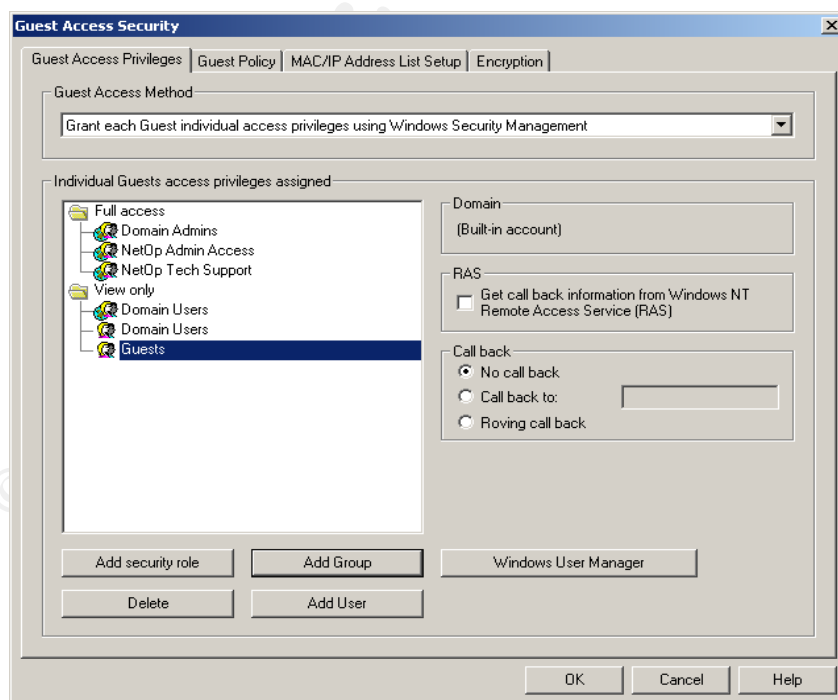 Guest Access Security
Guest Access Privileges
Guest Policy
MAC/IP Address List Setup
Encryption
Guest Access Method
Grant each Guest individual access privileges using Windows Security Management
Individual Guests access privileges assigned
Full access
Domain Admins
NetOp Admin Access
NetOp Tech Support
View only
Domain Users
Domain Users
Guests
Domain
(Built-in account)
RAS
Get call back information from Windows NT
Remote Access Service (RAS)
Call back
No call back
Call back to:
Roving call back
Add security role
Add Group
Windows User Manager
Delete
Add User
OK
Cancel
Help